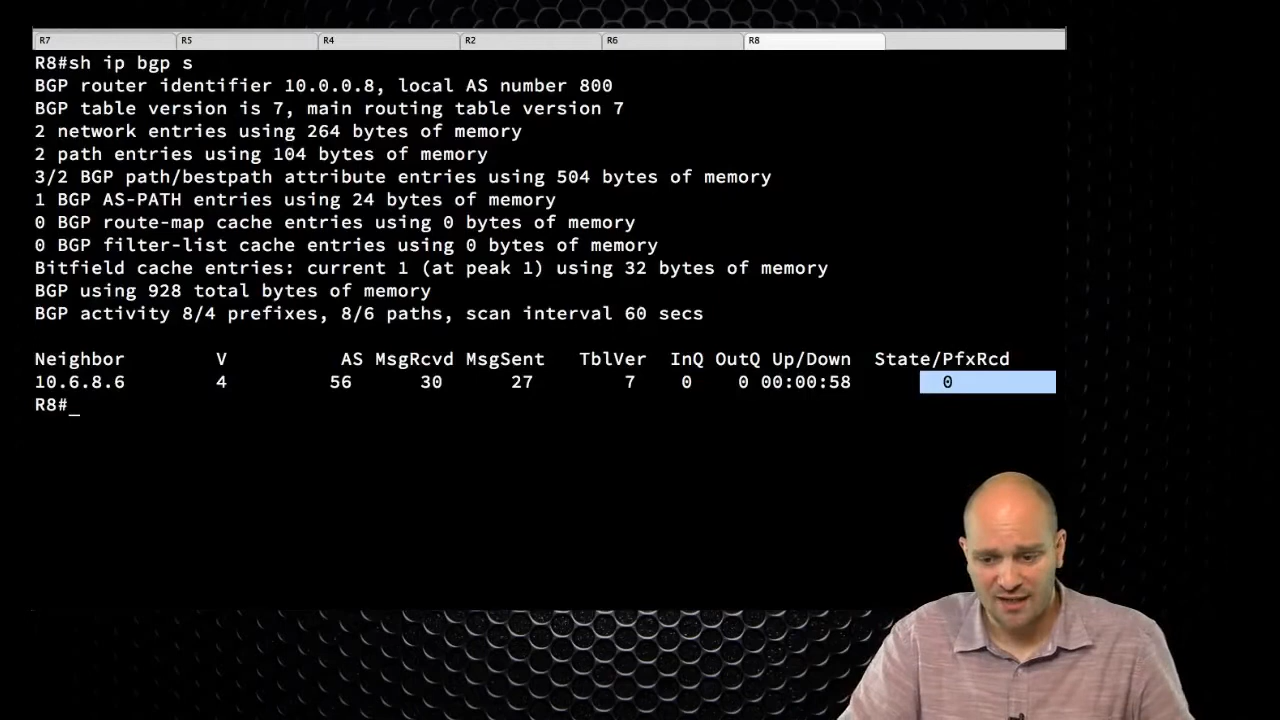 R7 R5 R4 R2 R6 R8
R8#sh ip bgp s
BGP router identifier 10.0.0.8, local AS number 800
BGP table version is 7, main routing table version 7
2 network entries using 264 bytes of memory
2 path entries using 104 bytes of memory
3/2 BGP path/bestpath attribute entries using 504 bytes of memory
1 BGP AS-PATH entries using 24 bytes of memory
0 BGP route-map cache entries using 0 bytes of memory
0 BGP filter-list cache entries using 0 bytes of memory
Bitfield cache entries: current 1 (at peak 1) using 32 bytes of memory
BGP using 928 total bytes of memory
BGP activity 8/4 prefixes, 8/6 paths, scan interval 60 secs
Neighbor V AS MsgRcvd MsgSent TblVer InQ OutQ Up/Down State/PfxRcd
10.6.8.6 4 56 30 27 7 0 0 00:00:58 0
R8#_